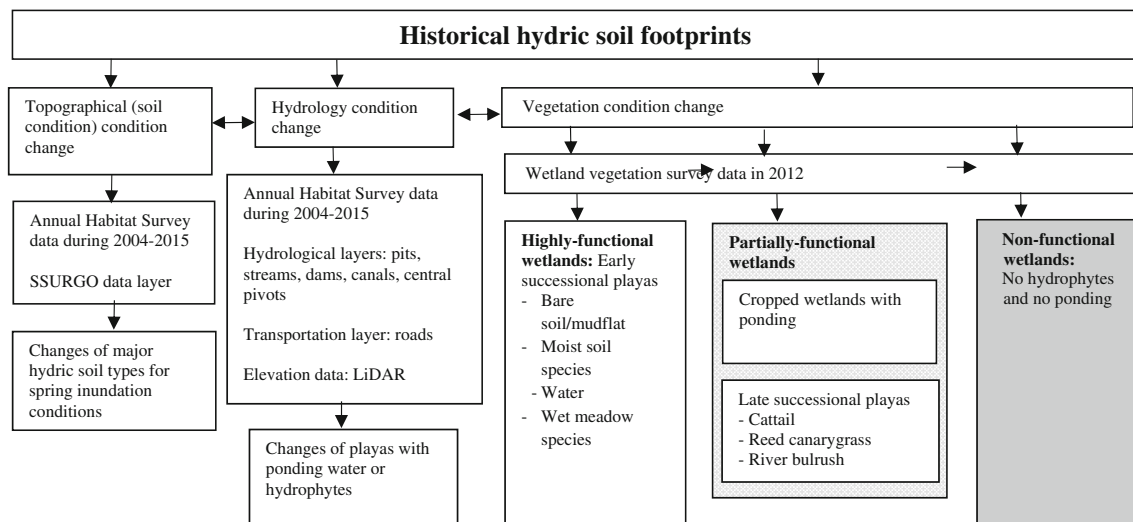 Historical hydric soil footprints
Topographical (soil
condition) condition
change
Hydrology condition
change
Vegetation condition change
Wetland vegetation survey data in 2012
Annual Habitat Survey
data during 2004-2015
SSURGO data layer
Changes of major
hydric soil types for
spring inundation
conditions
Annual Habitat Survey data
during 2004-2015
Hydrological layers: pits,
streams, dams, canals, central
pivots
Transportation layer: roads
Elevation data: LiDAR
Changes of playas with
ponding water or
hydrophytes
Highly-functional
wetlands: Early
successional playas
- Bare
soil/mudflat
- Moist soil
species
- Water
- Wet meadow
species
Partially-functional
wetlands
Cropped wetlands with
ponding
Late successional playas
- Cattail
- Reed canarygrass
- River bulrush
Non-functional
wetlands:
No hydrophytes
and no ponding